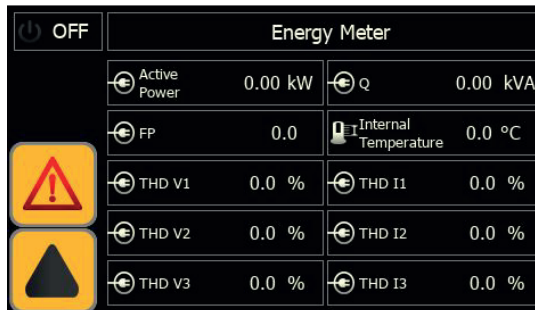 OFF
Energy Meter
Active Power 0.00 kW
Q 0.00 kVA
FP 0.0
Internal Temperature 0.0 °C
THD V1 0.0 %
THD I1 0.0 %
THD V2 0.0 %
THD I2 0.0 %
THD V3 0.0 %
THD I3 0.0 %